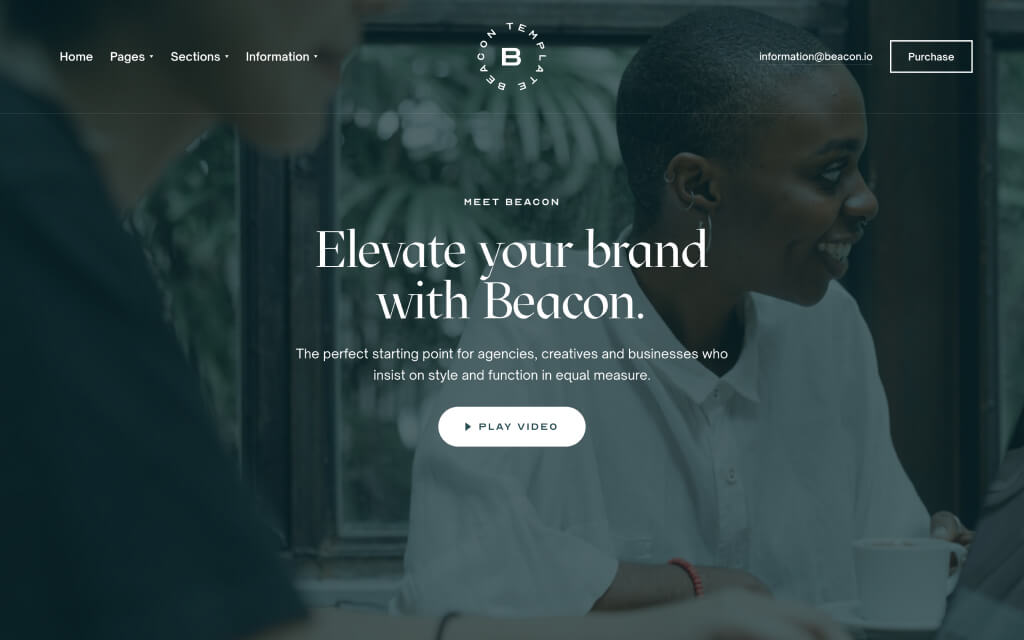 Home
Pages
Sections
Information
BEACON TEMPLATE
B
information@beacon.io
Purchase
MEET BEACON
Elevate your brand
with Beacon.
The perfect starting point for agencies, creatives and businesses who
insist on style and function in equal measure.
PLAY VIDEO